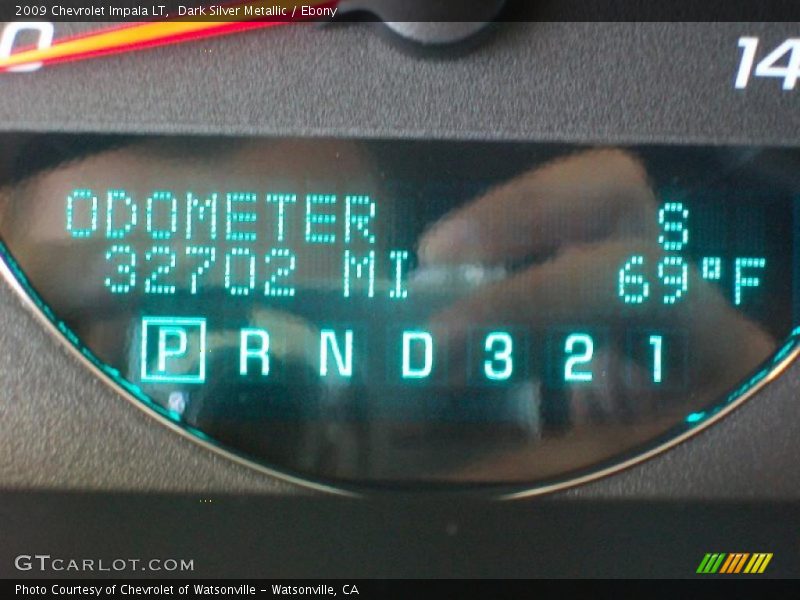 2009 Chevrolet Impala LT,  Dark Silver Metallic / Ebony
0
14
ODOMETER S
32702 MI 69°F
P R N D 3 2 1
GTCARLOT.COM
Photo Courtesy of Chevrolet of Watsonville - Watsonville, CA